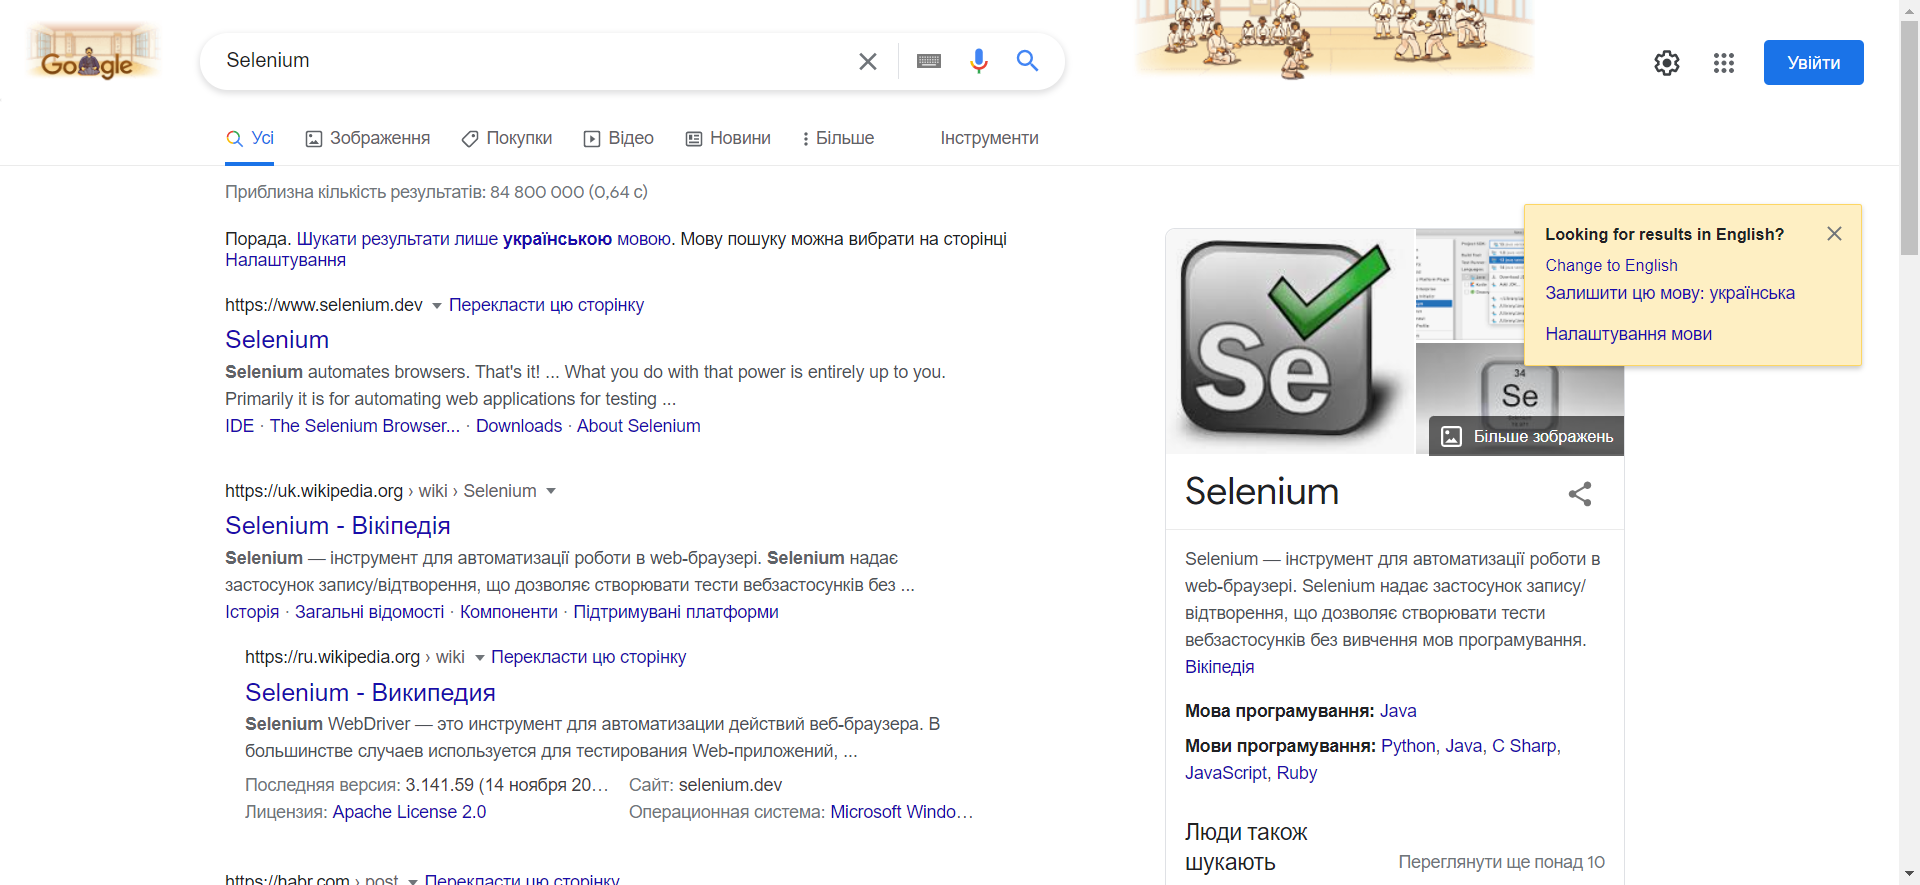 Google
Selenium
Увійти
Усі
Зображення
Покупки
Відео
Новини
Більше
Інструменти
Приблизна кількість результатів: 84 800 000 (0,64 с)
Порада. Шукати результати лише українською мовою. Мову пошуку можна вибрати на сторінці
Налаштування
https://www.selenium.dev Перекласти цю сторінку
Selenium
Selenium automates browsers. That's it! ... What you do with that power is entirely up to you.
Primarily it is for automating web applications for testing ...
IDE · The Selenium Browser... · Downloads · About Selenium
https://uk.wikipedia.org › wiki › Selenium
Selenium - Вікіпедія
Selenium — інструмент для автоматизації роботи в web-браузері. Selenium надає
застосунок запису/відтворення, що дозволяє створювати тести вебзастосунків без ...
Історія · Загальні відомості · Компоненти · Підтримувані платформи
https://ru.wikipedia.org › wiki Перекласти цю сторінку
Selenium - Википедия
Selenium WebDriver — это инструмент для автоматизации действий веб-браузера. В
большинстве случаев используется для тестирования Web-приложений, ...
Последняя версия: 3.141.59 (14 ноября 20... Сайт: selenium.dev
Лицензия: Apache License 2.0 Операционная система: Microsoft Windo...
https://habr.com › post Перекласти цю сторінку
Looking for results in English?
Change to English
Залишити цю мову: українська
Налаштування мови
Se
34
Se
Більше зображень
Selenium
Selenium — інструмент для автоматизації роботи в
web-браузері. Selenium надає застосунок запису/
відтворення, що дозволяє створювати тести
вебзастосунків без вивчення мов програмування.
Вікіпедія
Мова програмування: Java
Мови програмування: Python, Java, C Sharp,
JavaScript, Ruby
Люди також
шукають
Переглянути ще понад 10